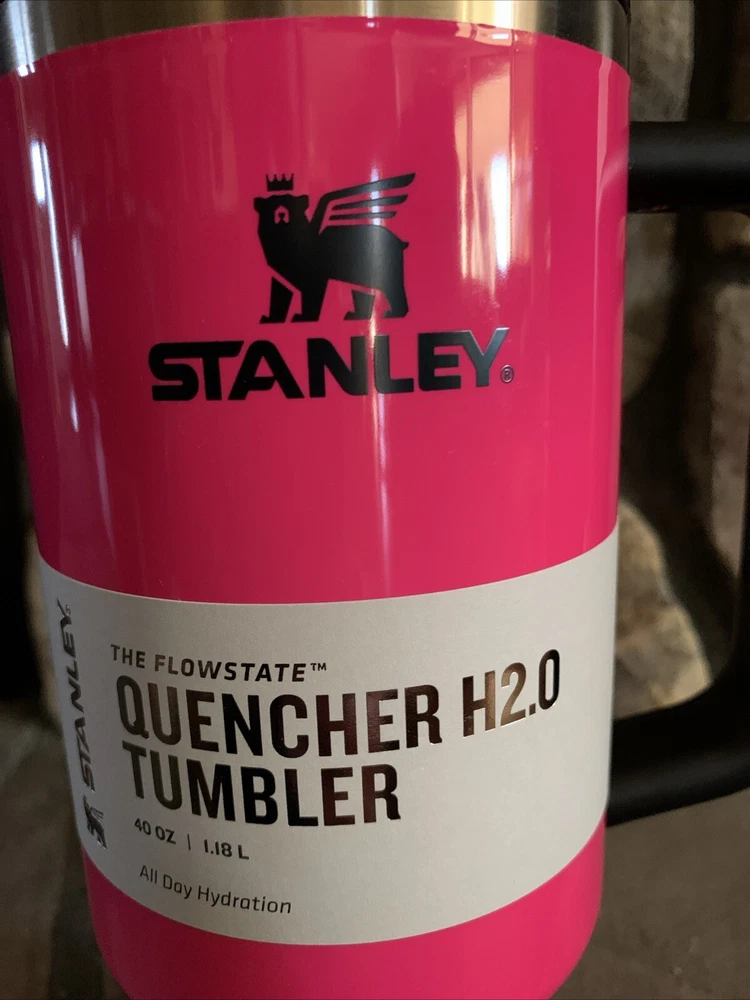 STANLEY®
STANLEY
THE FLOWSTATE™
QUENCHER H2.0
TUMBLER
40 OZ | 1.18 L
All Day Hydration